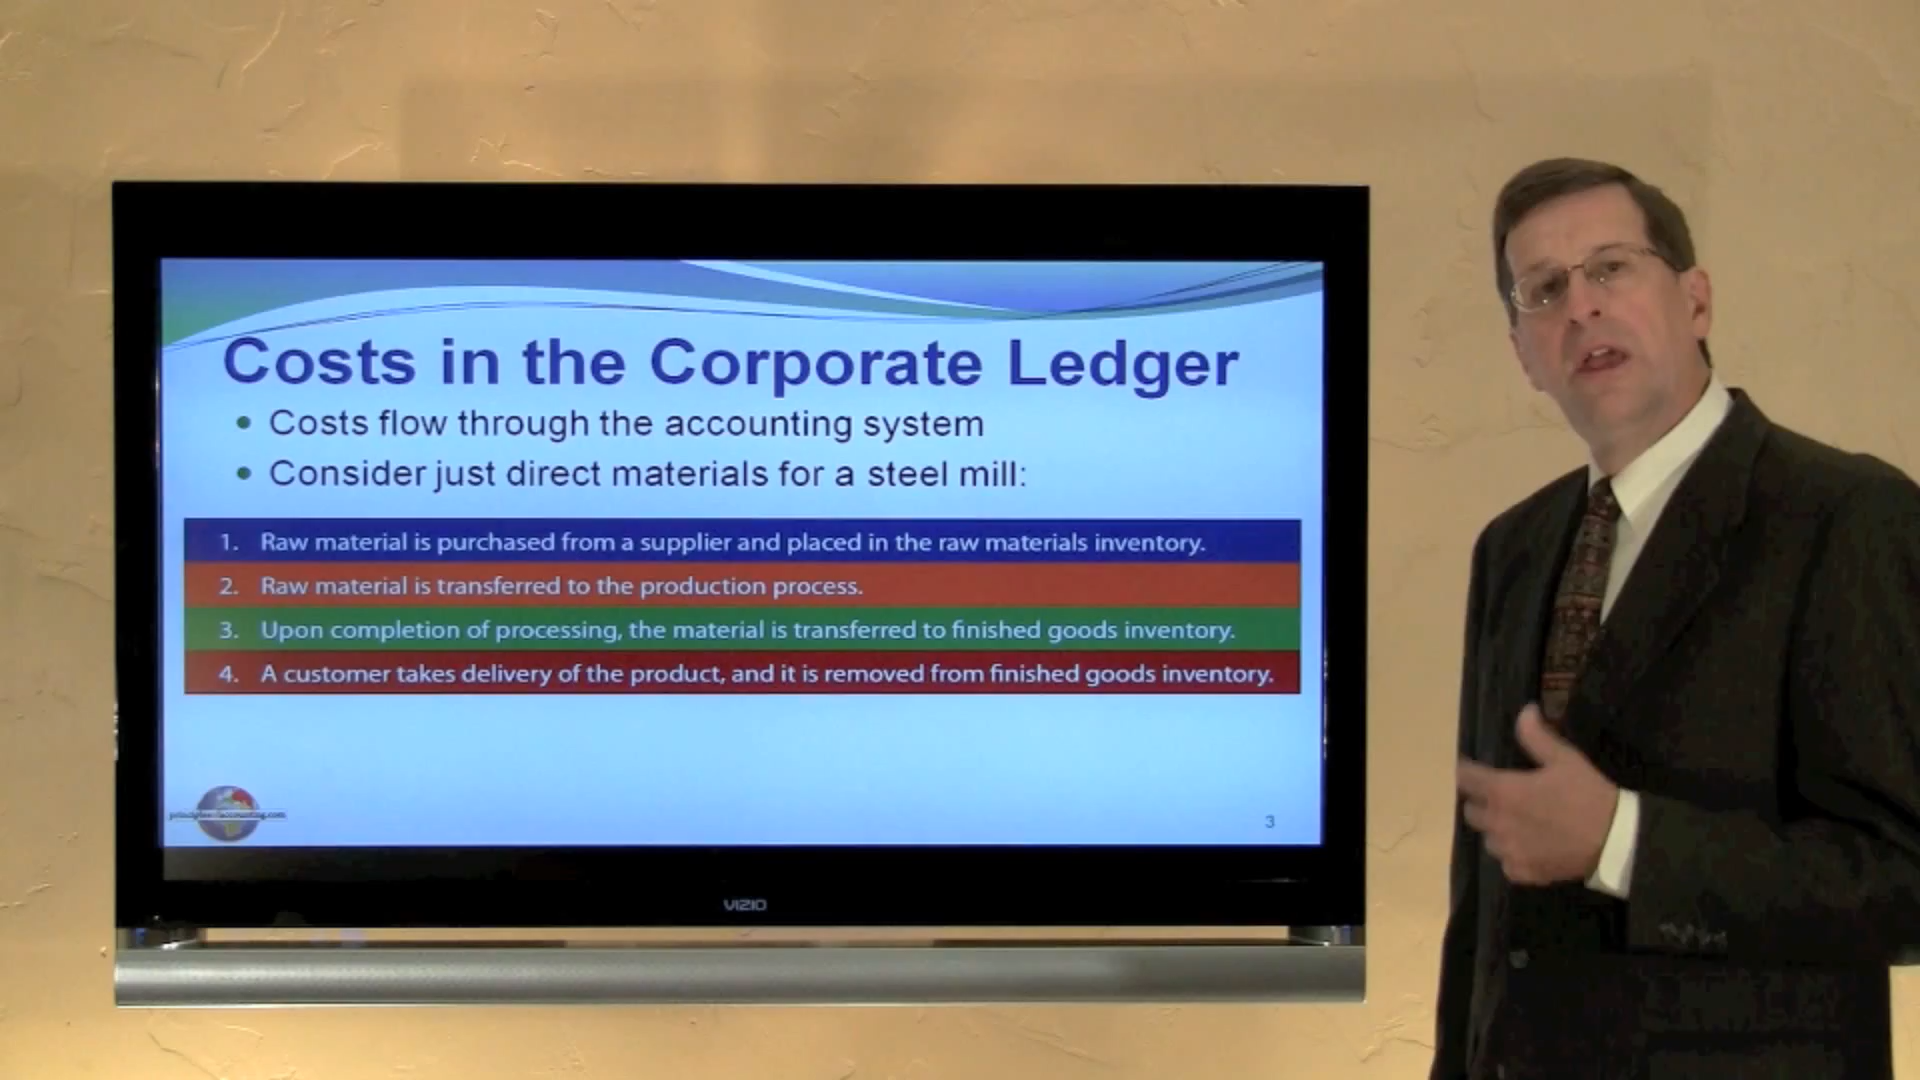 Costs in the Corporate Ledger
• Costs flow through the accounting system
• Consider just direct materials for a steel mill:
1. Raw material is purchased from a supplier and placed in the raw materials inventory.
2. Raw material is transferred to the production process.
3. Upon completion of processing, the material is transferred to finished goods inventory.
4. A customer takes delivery of the product, and it is removed from finished goods inventory.
principlesofaccounting.com
3
VIZIO